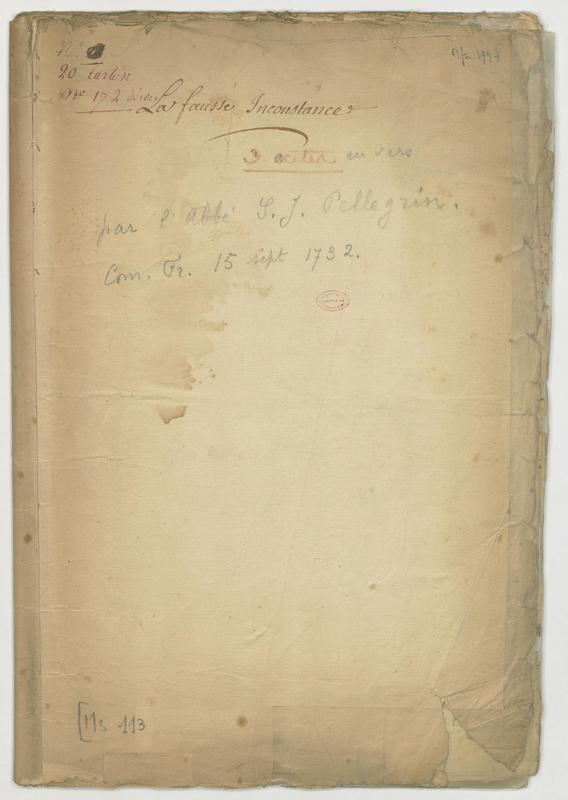 N°
20 Carton
N° 172
La fausse Inconstance
3 actes en vers
par l'abbé S. J. Pellegrin.
Com. Fr. 15 sept 1732.
[Ms 113